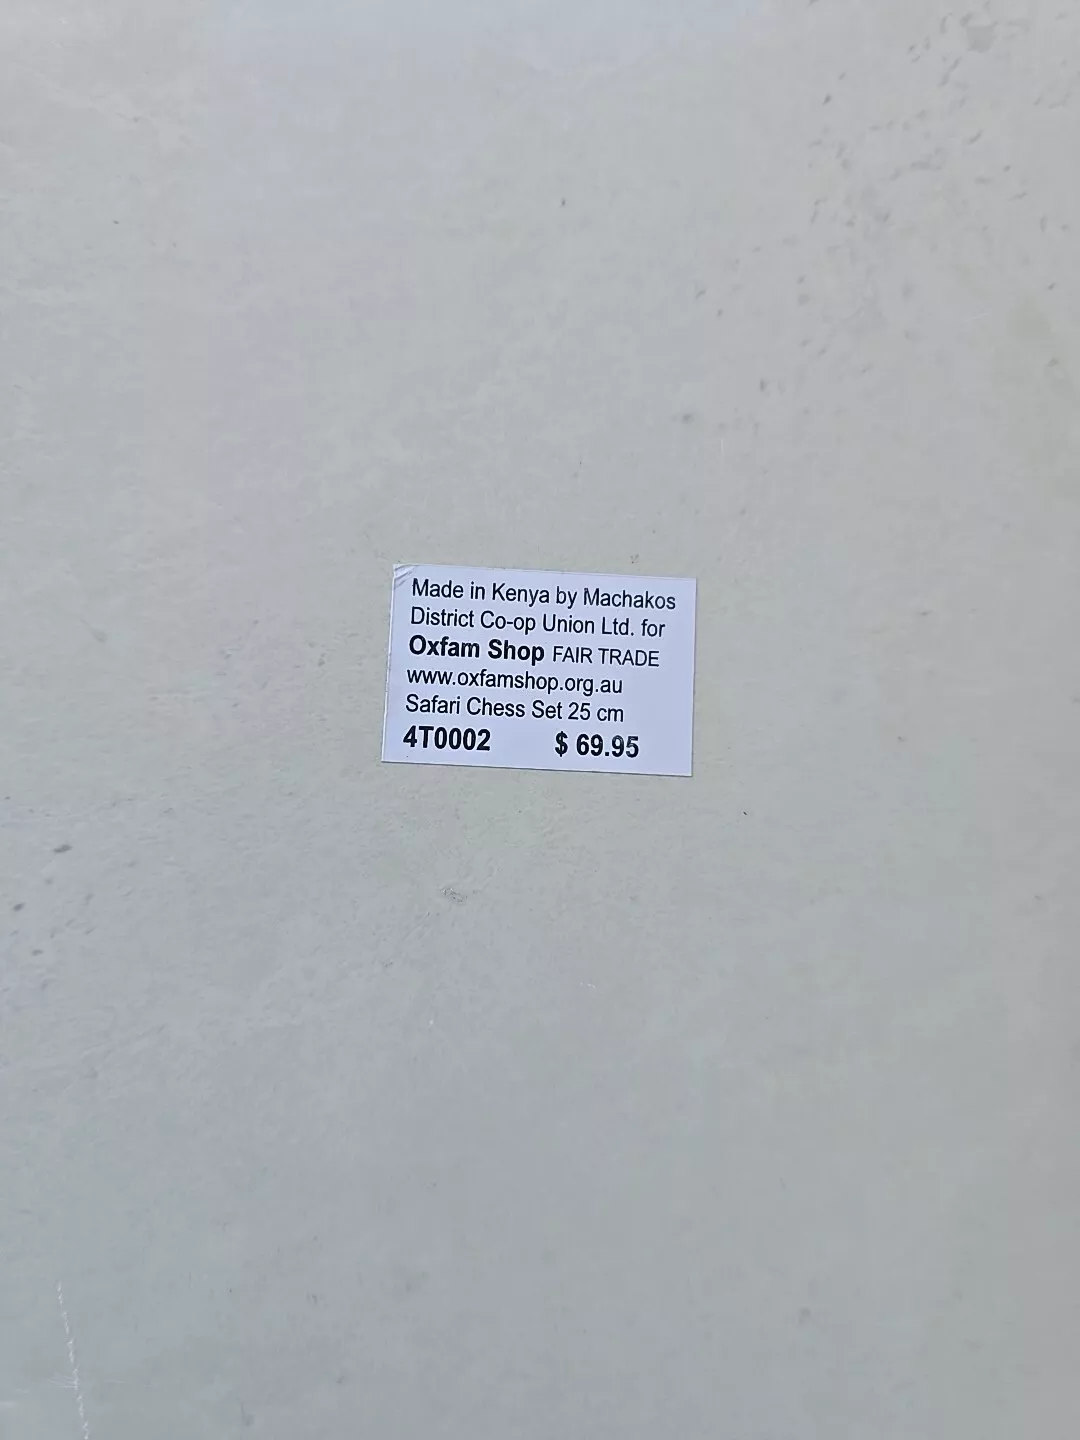 Made in Kenya by Machakos
District Co-op Union Ltd. for
Oxfam Shop FAIR TRADE
www.oxfamshop.org.au
Safari Chess Set 25 cm
4T0002 $ 69.95